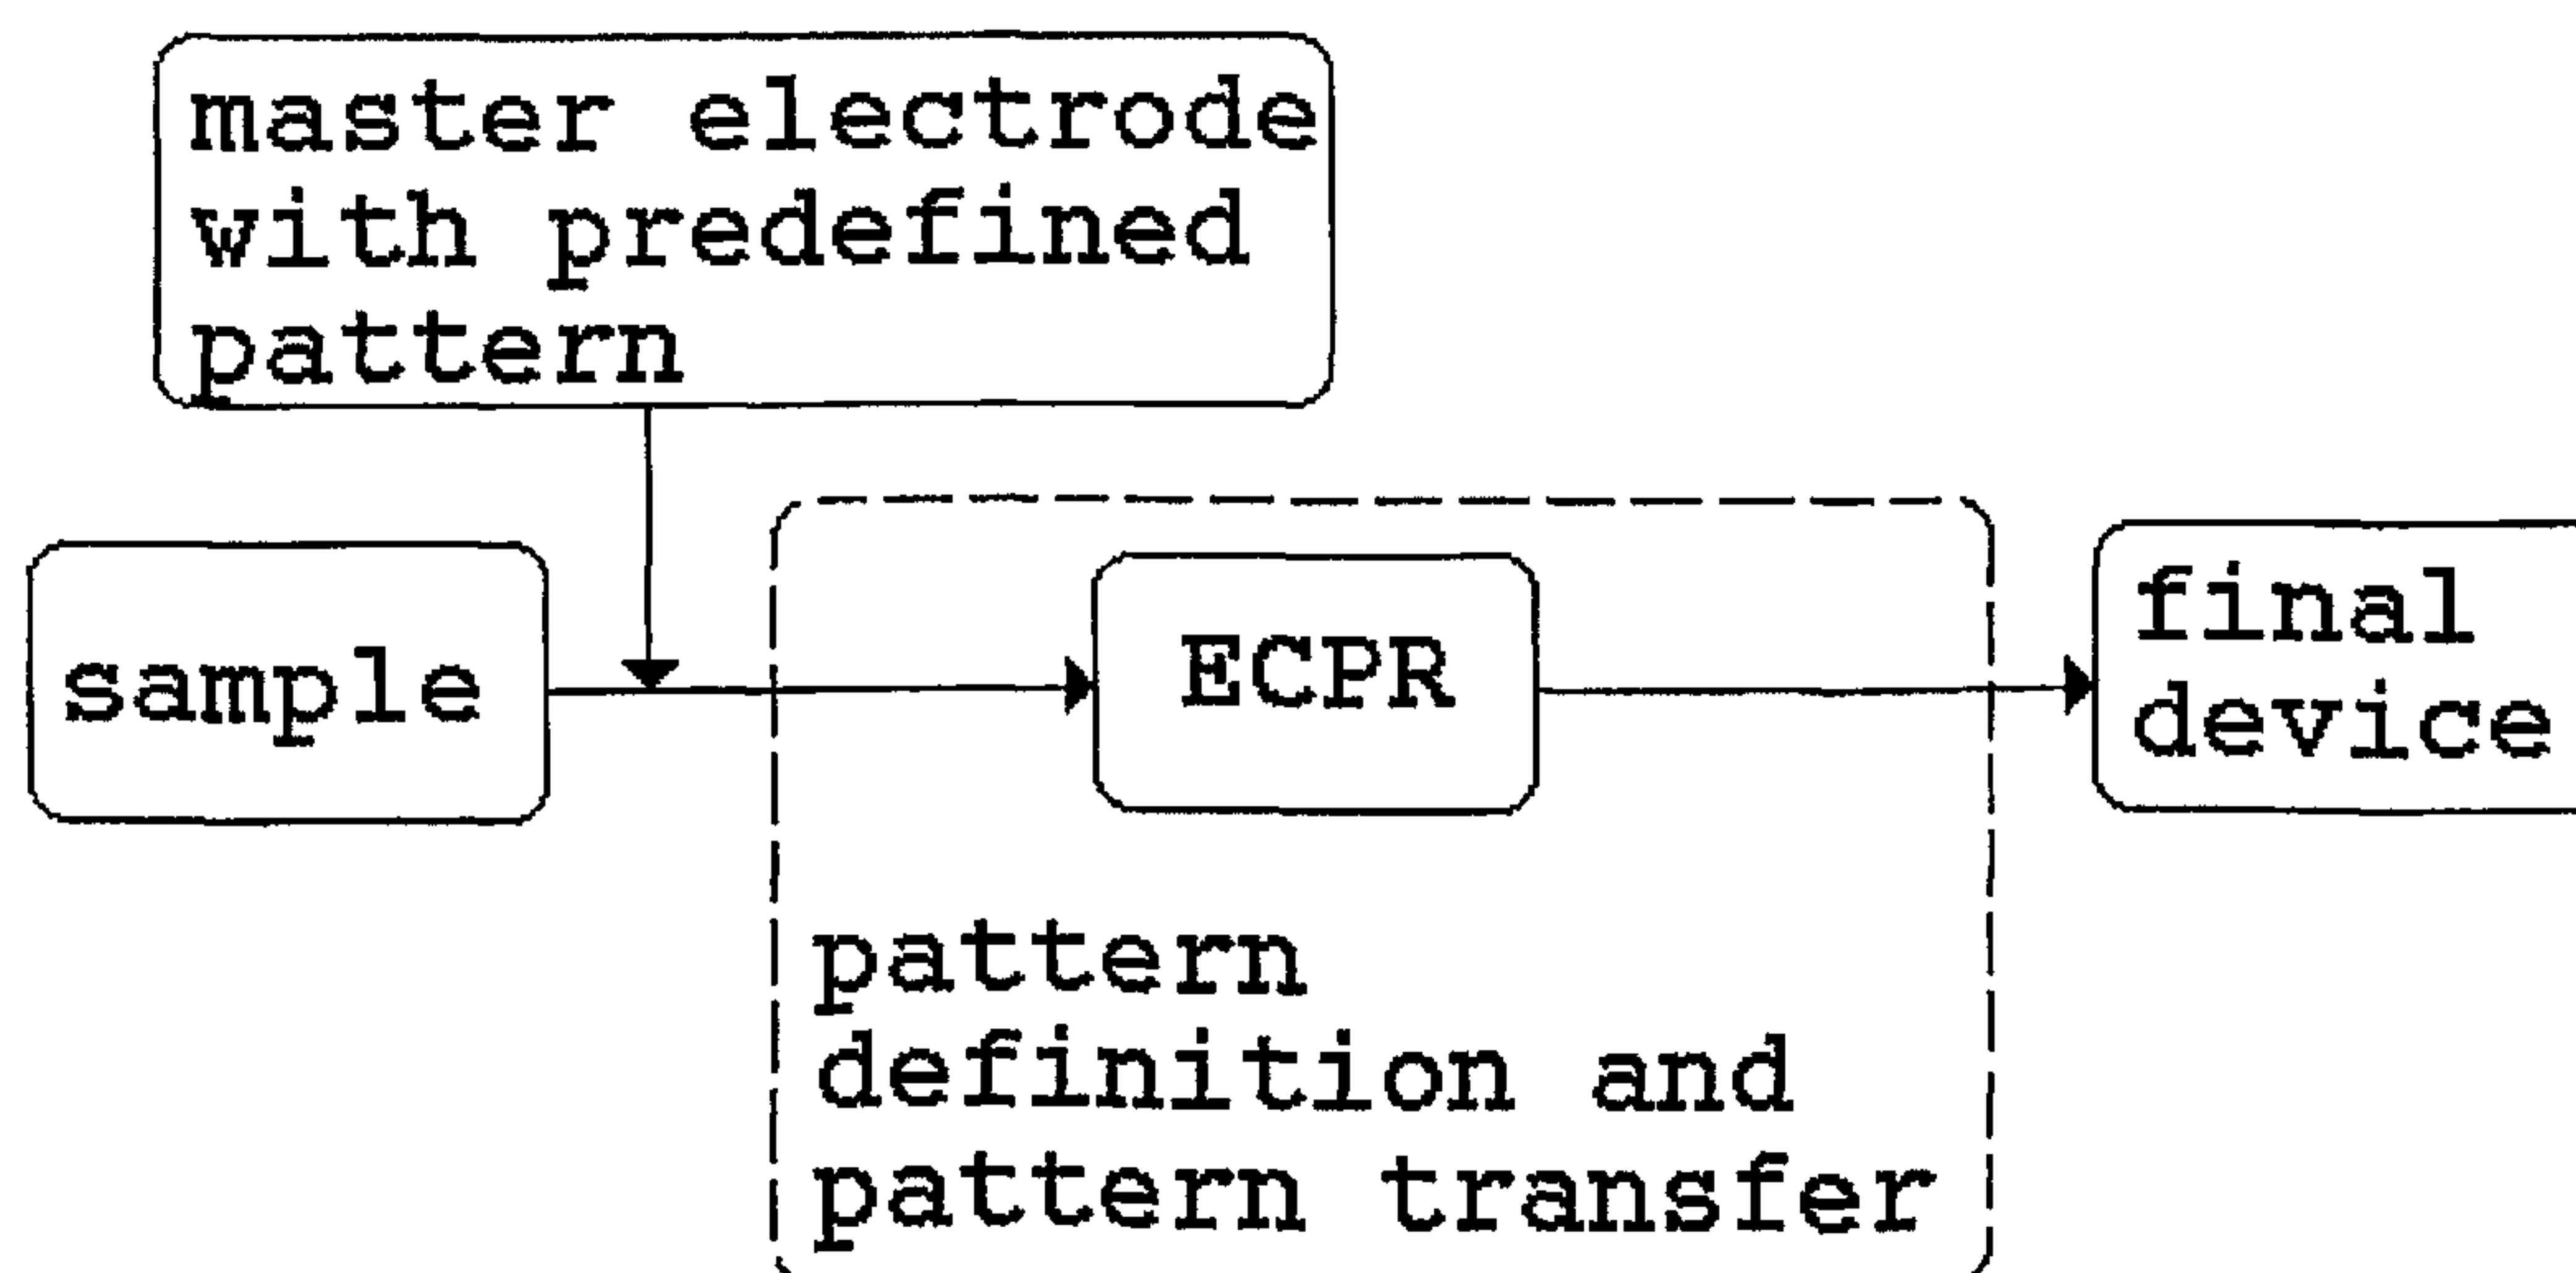 master electrode
with predefined
pattern
sample
ECPR
final
device
pattern
definition and
pattern transfer